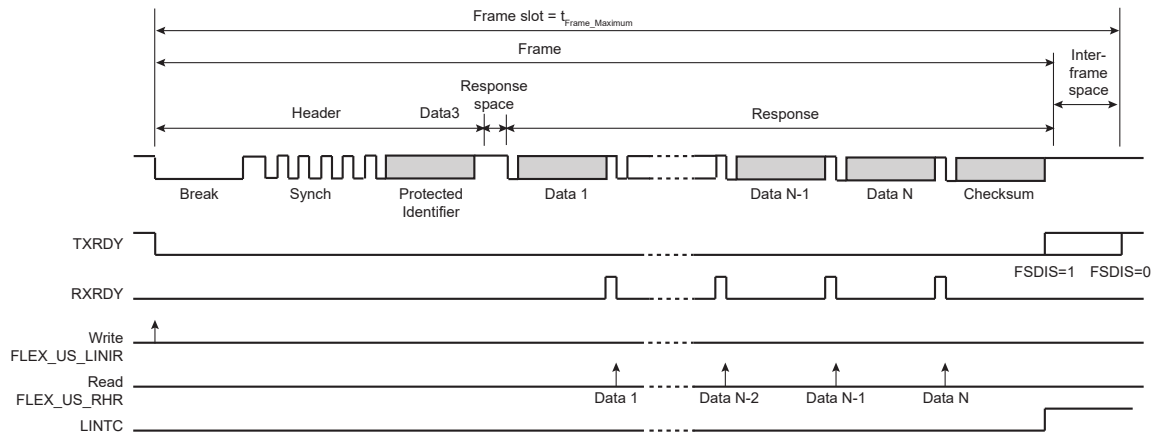 Frame slot = tFrame_Maximum
Frame
Inter-
frame
space
Response
space
Header
Data3
Response
Break
Synch
Protected
Identifier
Data 1
Data N-1
Data N
Checksum
TXRDY
FSDIS=1
FSDIS=0
RXRDY
Write
FLEX_US_LINIR
Read
FLEX_US_RHR
Data 1
Data N-2
Data N-1
Data N
LINTC